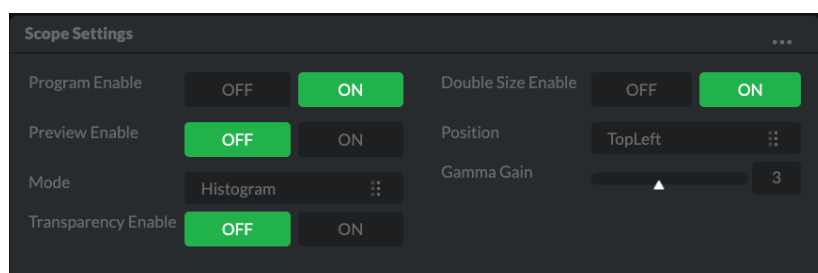 Scope Settings
...
Program Enable OFF ON
Preview Enable OFF ON
Mode Histogram
Transparency Enable OFF ON
Double Size Enable OFF ON
Position TopLeft
Gamma Gain 3